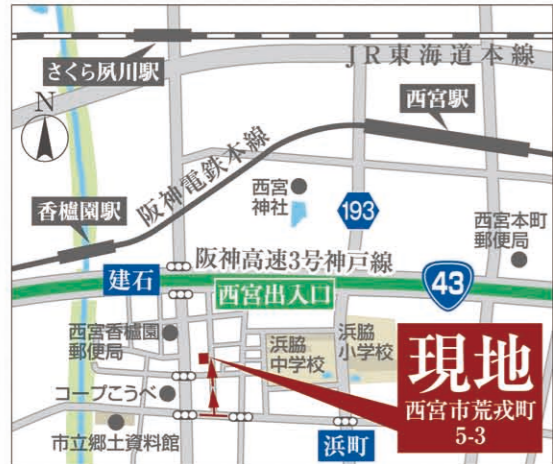 さくら夙川駅
JR東海道本線
N
西宮駅
阪神電鉄本線
西宮
神社
193
香櫨園駅
西宮本町
郵便局
阪神高速3号神戸線
建石
西宮出入口
43
西宮香櫨園
郵便局
浜脇
中学校
浜脇
小学校
現地
西宮市荒戎町
5-3
コープこうべ
市立郷土資料館
浜町